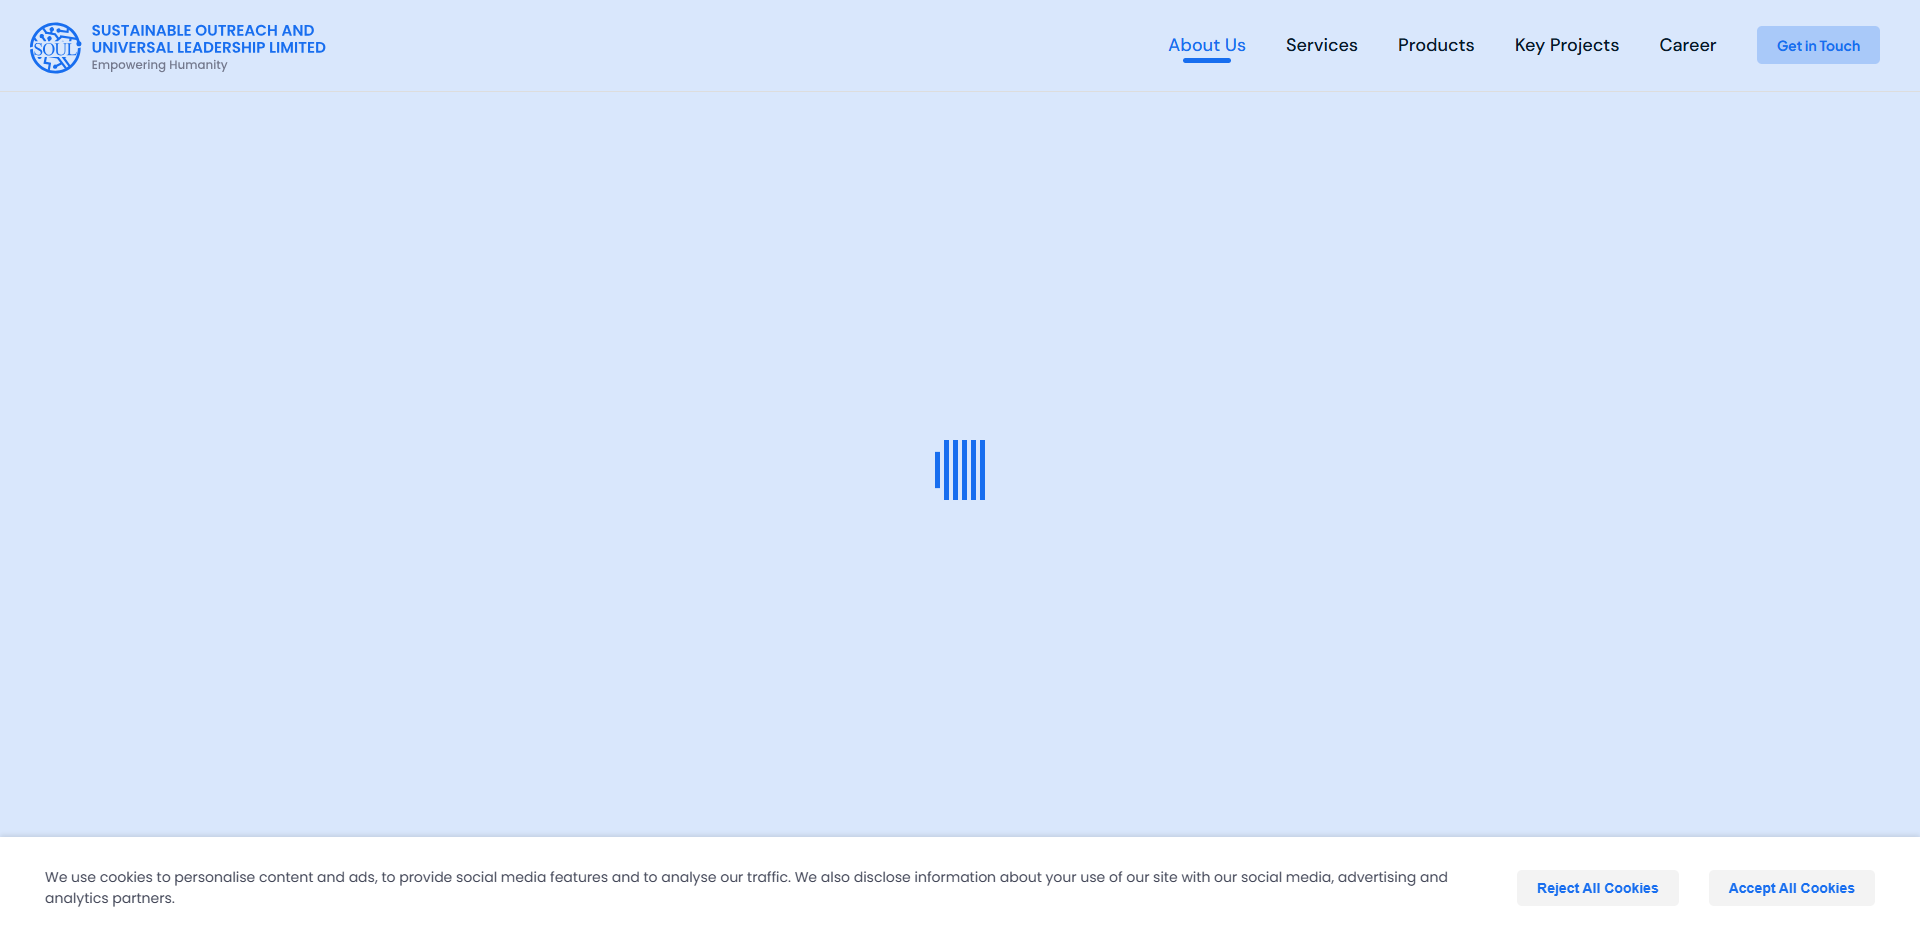 SOUL
SUSTAINABLE OUTREACH AND
UNIVERSAL LEADERSHIP LIMITED
Empowering Humanity
About Us
Services
Products
Key Projects
Career
Get in Touch
We use cookies to personalise content and ads, to provide social media features and to analyse our traffic. We also disclose information about your use of our site with our social media, advertising and
analytics partners.
Reject All Cookies
Accept All Cookies